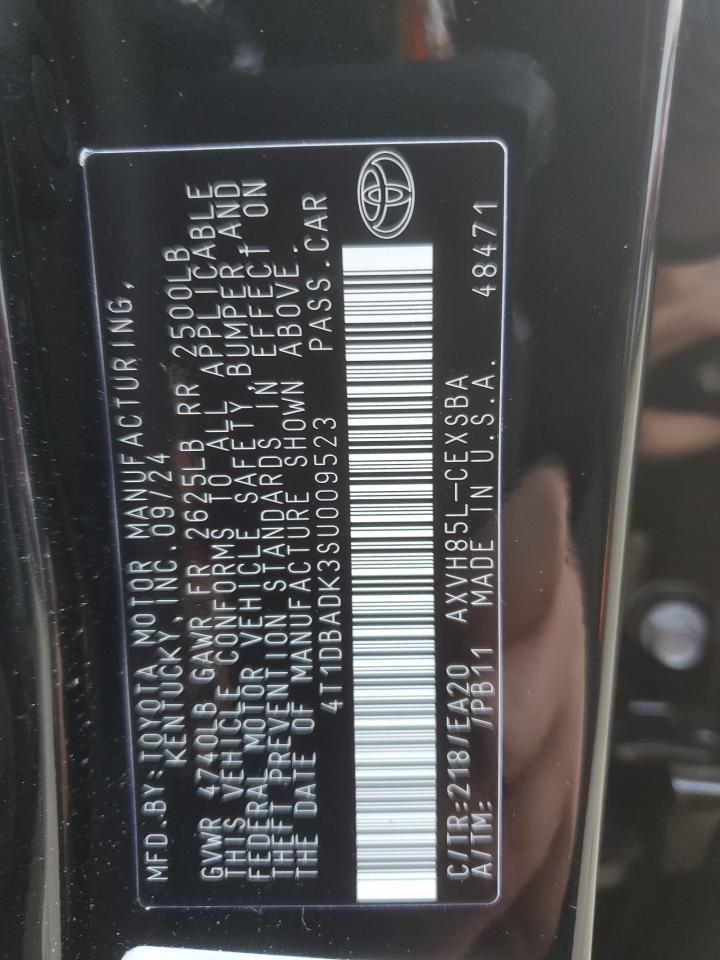 MFD.BY:TOYOTA MOTOR MANUFACTURING,
KENTUCKY, INC.09/24
GVWR 4740LB GAWR FR 2625LB RR 2500LB
THIS VEHICLE CONFORMS TO ALL APPLICABLE
FEDERAL MOTOR VEHICLE SAFETY,BUMPER AND
THEFT PREVENTION STANDARDS IN EFFECT ON
THE DATE OF MANUFACTURE SHOWN ABOVE.
4T1DBADK3SU009523 PASS.CAR
C/TR:218/EA20 AXVH85L-CEXSBA 48471
A/TM: /PB11 MADE IN U.S.A.